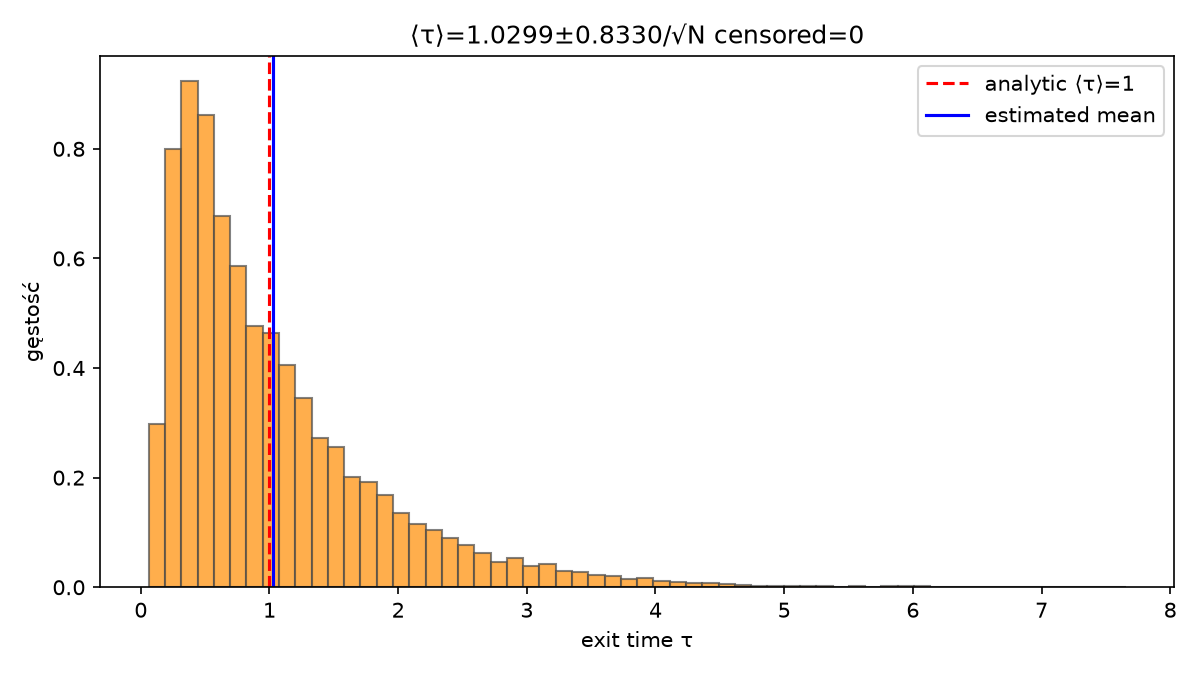 ⟨τ⟩=1.0299±0.8330/√N censored=0
analytic ⟨τ⟩=1
estimated mean
gęstość
0.8
0.6
0.4
0.2
0.0
0 1 2 3 4 5 6 7 8
exit time τ